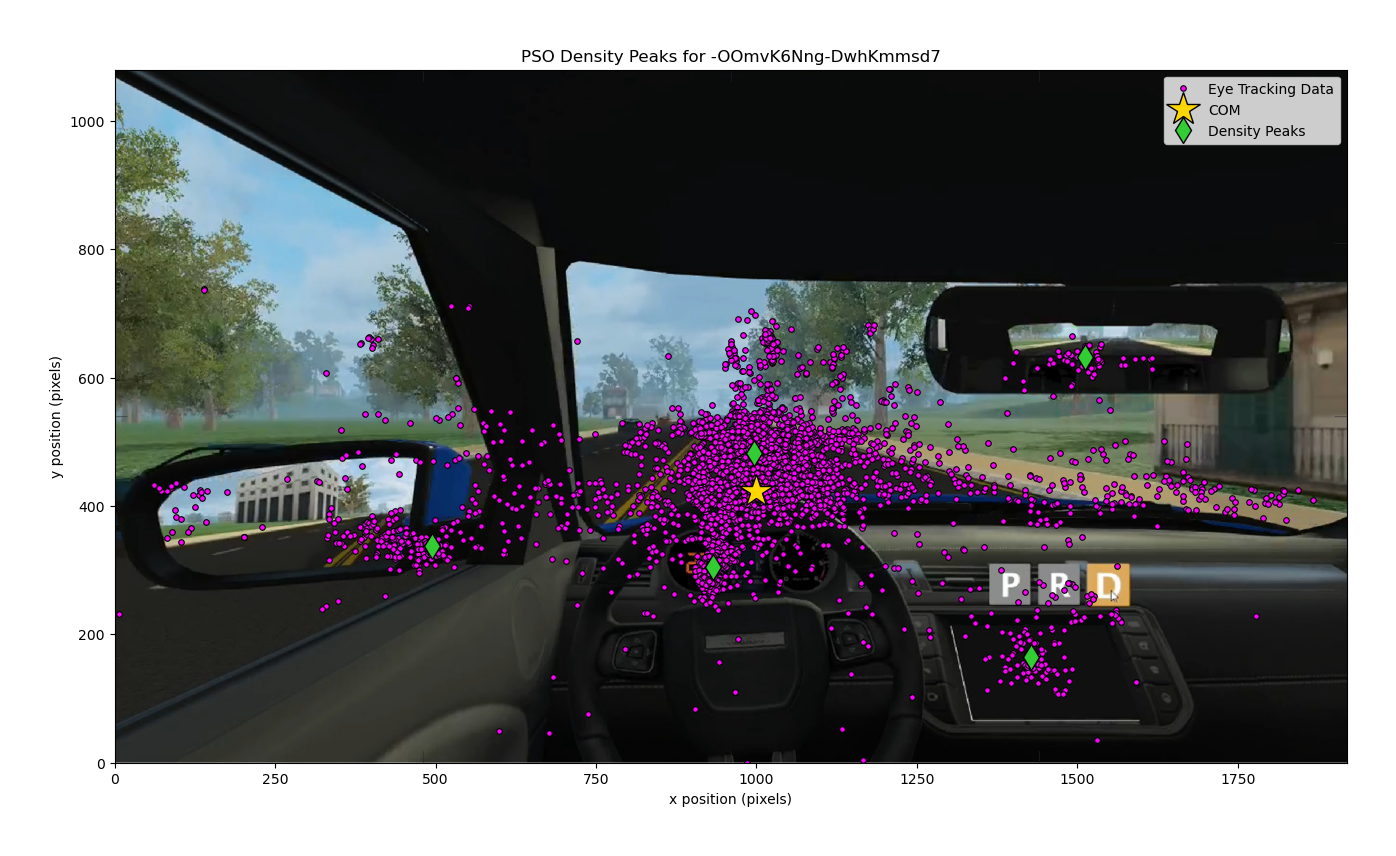 PSO Density Peaks for -OOmvK6Nng-DwhKmmsd7
Eye Tracking Data
COM
Density Peaks
y position (pixels)
1000
800
600
400
200
0
P R D
0 250 500 750 1000 1250 1500 1750
x position (pixels)